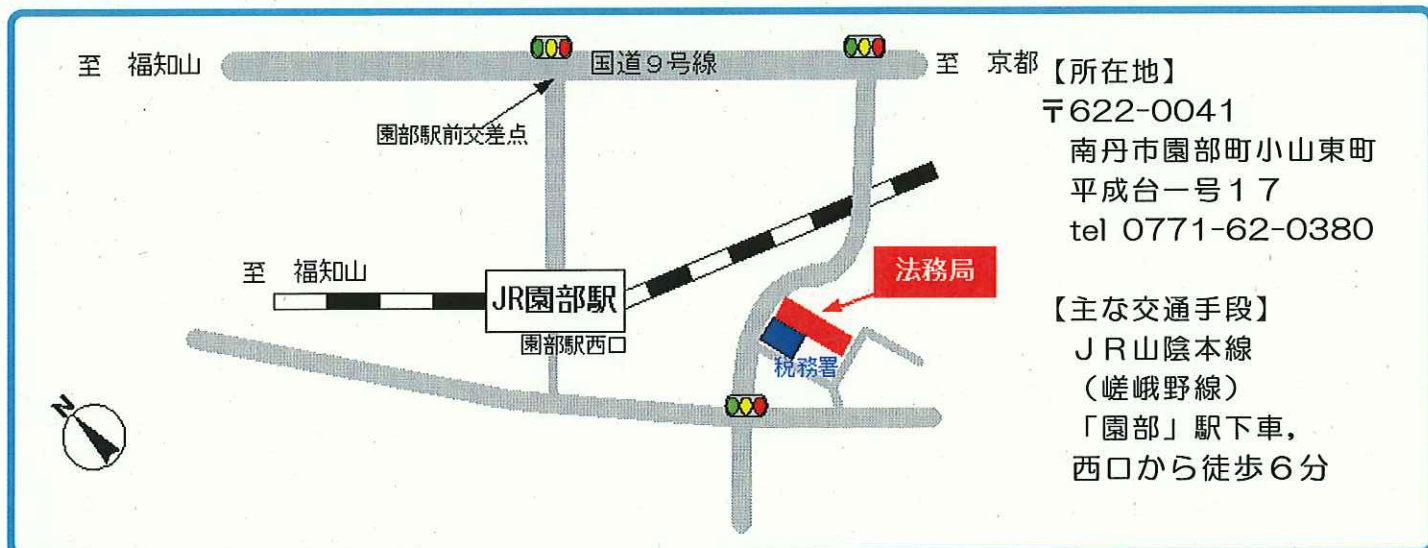 至　福知山
国道９号線
至　京都
園部駅前交差点
至　福知山
JR園部駅
園部駅西口
法務局
税務署
N
【所在地】
〒622-0041
南丹市園部町小山東町
平成台一号１７
tel 0771-62-0380
【主な交通手段】
ＪＲ山陰本線
（嵯峨野線）
「園部」駅下車，
西口から徒歩６分